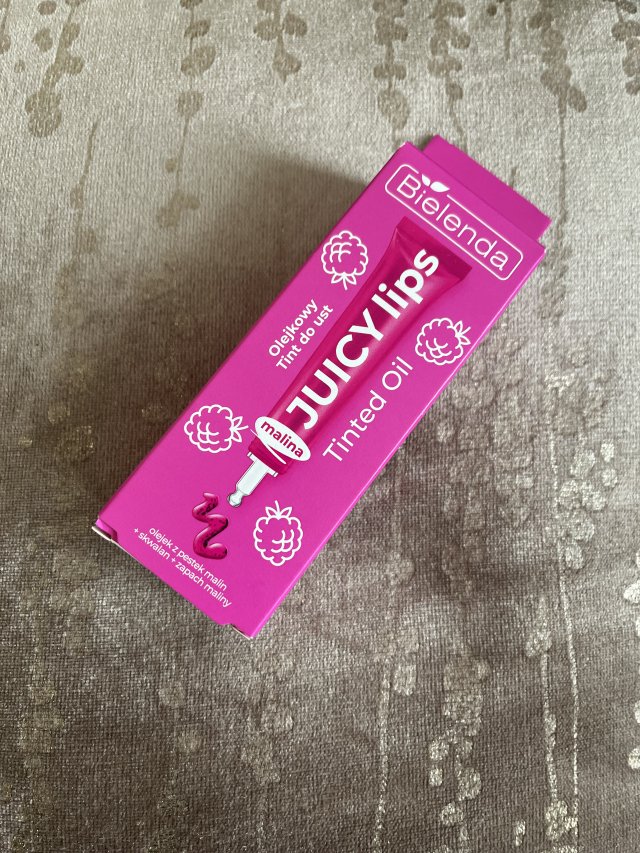 Bielenda
Olejkowy
Tint do ust
JUICY lips
Tinted Oil
malina
olejek z pestek malin
+ skwalan + zapach maliny